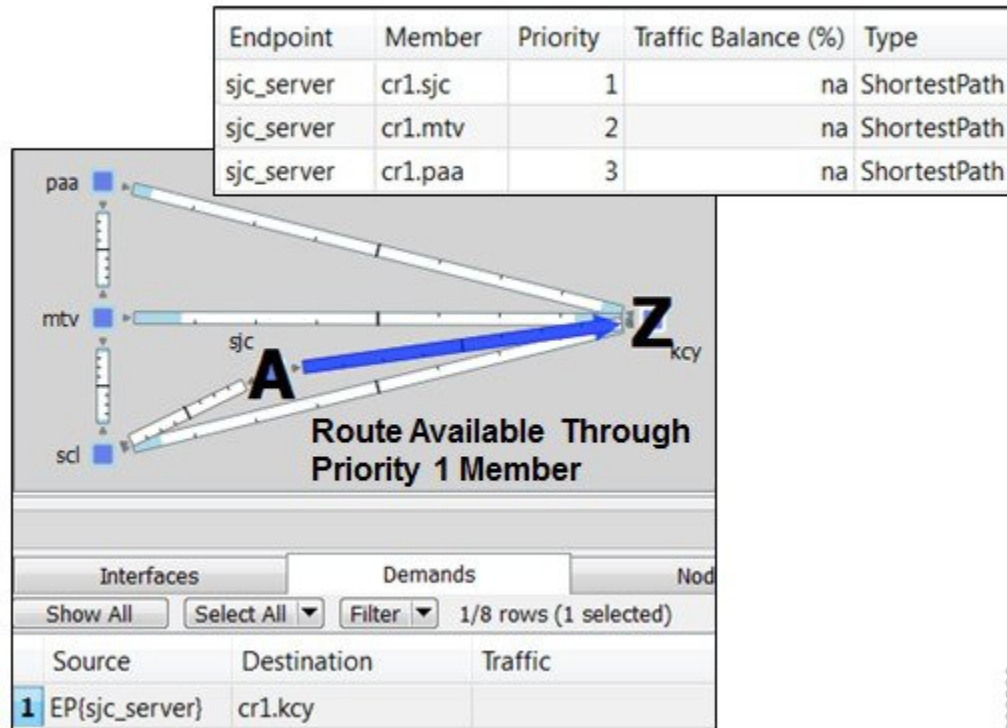 Endpoint Member Priority Traffic Balance (%) Type
sjc_server cr1.sjc 1 na ShortestPath
sjc_server cr1.mtv 2 na ShortestPath
sjc_server cr1.paa 3 na ShortestPath
paa
mtv
sjc
A
Z
kcy
scl
Route Available Through
Priority 1 Member
Interfaces Demands Nod
Show All Select All Filter 1/8 rows (1 selected)
Source Destination Traffic
1 EP{sjc_server} cr1.kcy